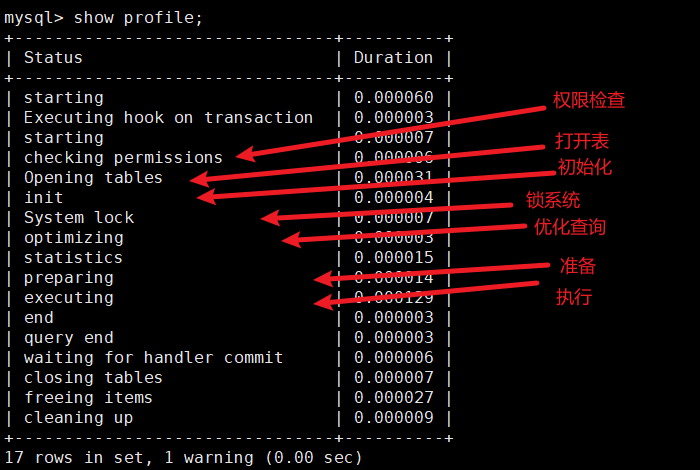 mysql> show profile;
+--------------------------------+----------+
| Status                         | Duration |
+--------------------------------+----------+
| starting                       | 0.000060 |
| Executing hook on transaction  | 0.000003 |
| starting                       | 0.000007 |
| checking permissions           | 0.000006 |
| Opening tables                 | 0.000031 |
| init                           | 0.000004 |
| System lock                    | 0.000007 |
| optimizing                     | 0.000003 |
| statistics                     | 0.000015 |
| preparing                      | 0.000014 |
| executing                      | 0.000129 |
| end                            | 0.000003 |
| query end                      | 0.000003 |
| waiting for handler commit     | 0.000006 |
| closing tables                 | 0.000007 |
| freeing items                  | 0.000027 |
| cleaning up                    | 0.000009 |
+--------------------------------+----------+
17 rows in set, 1 warning (0.00 sec)
权限检查
打开表
初始化
锁系统
优化查询
准备
执行